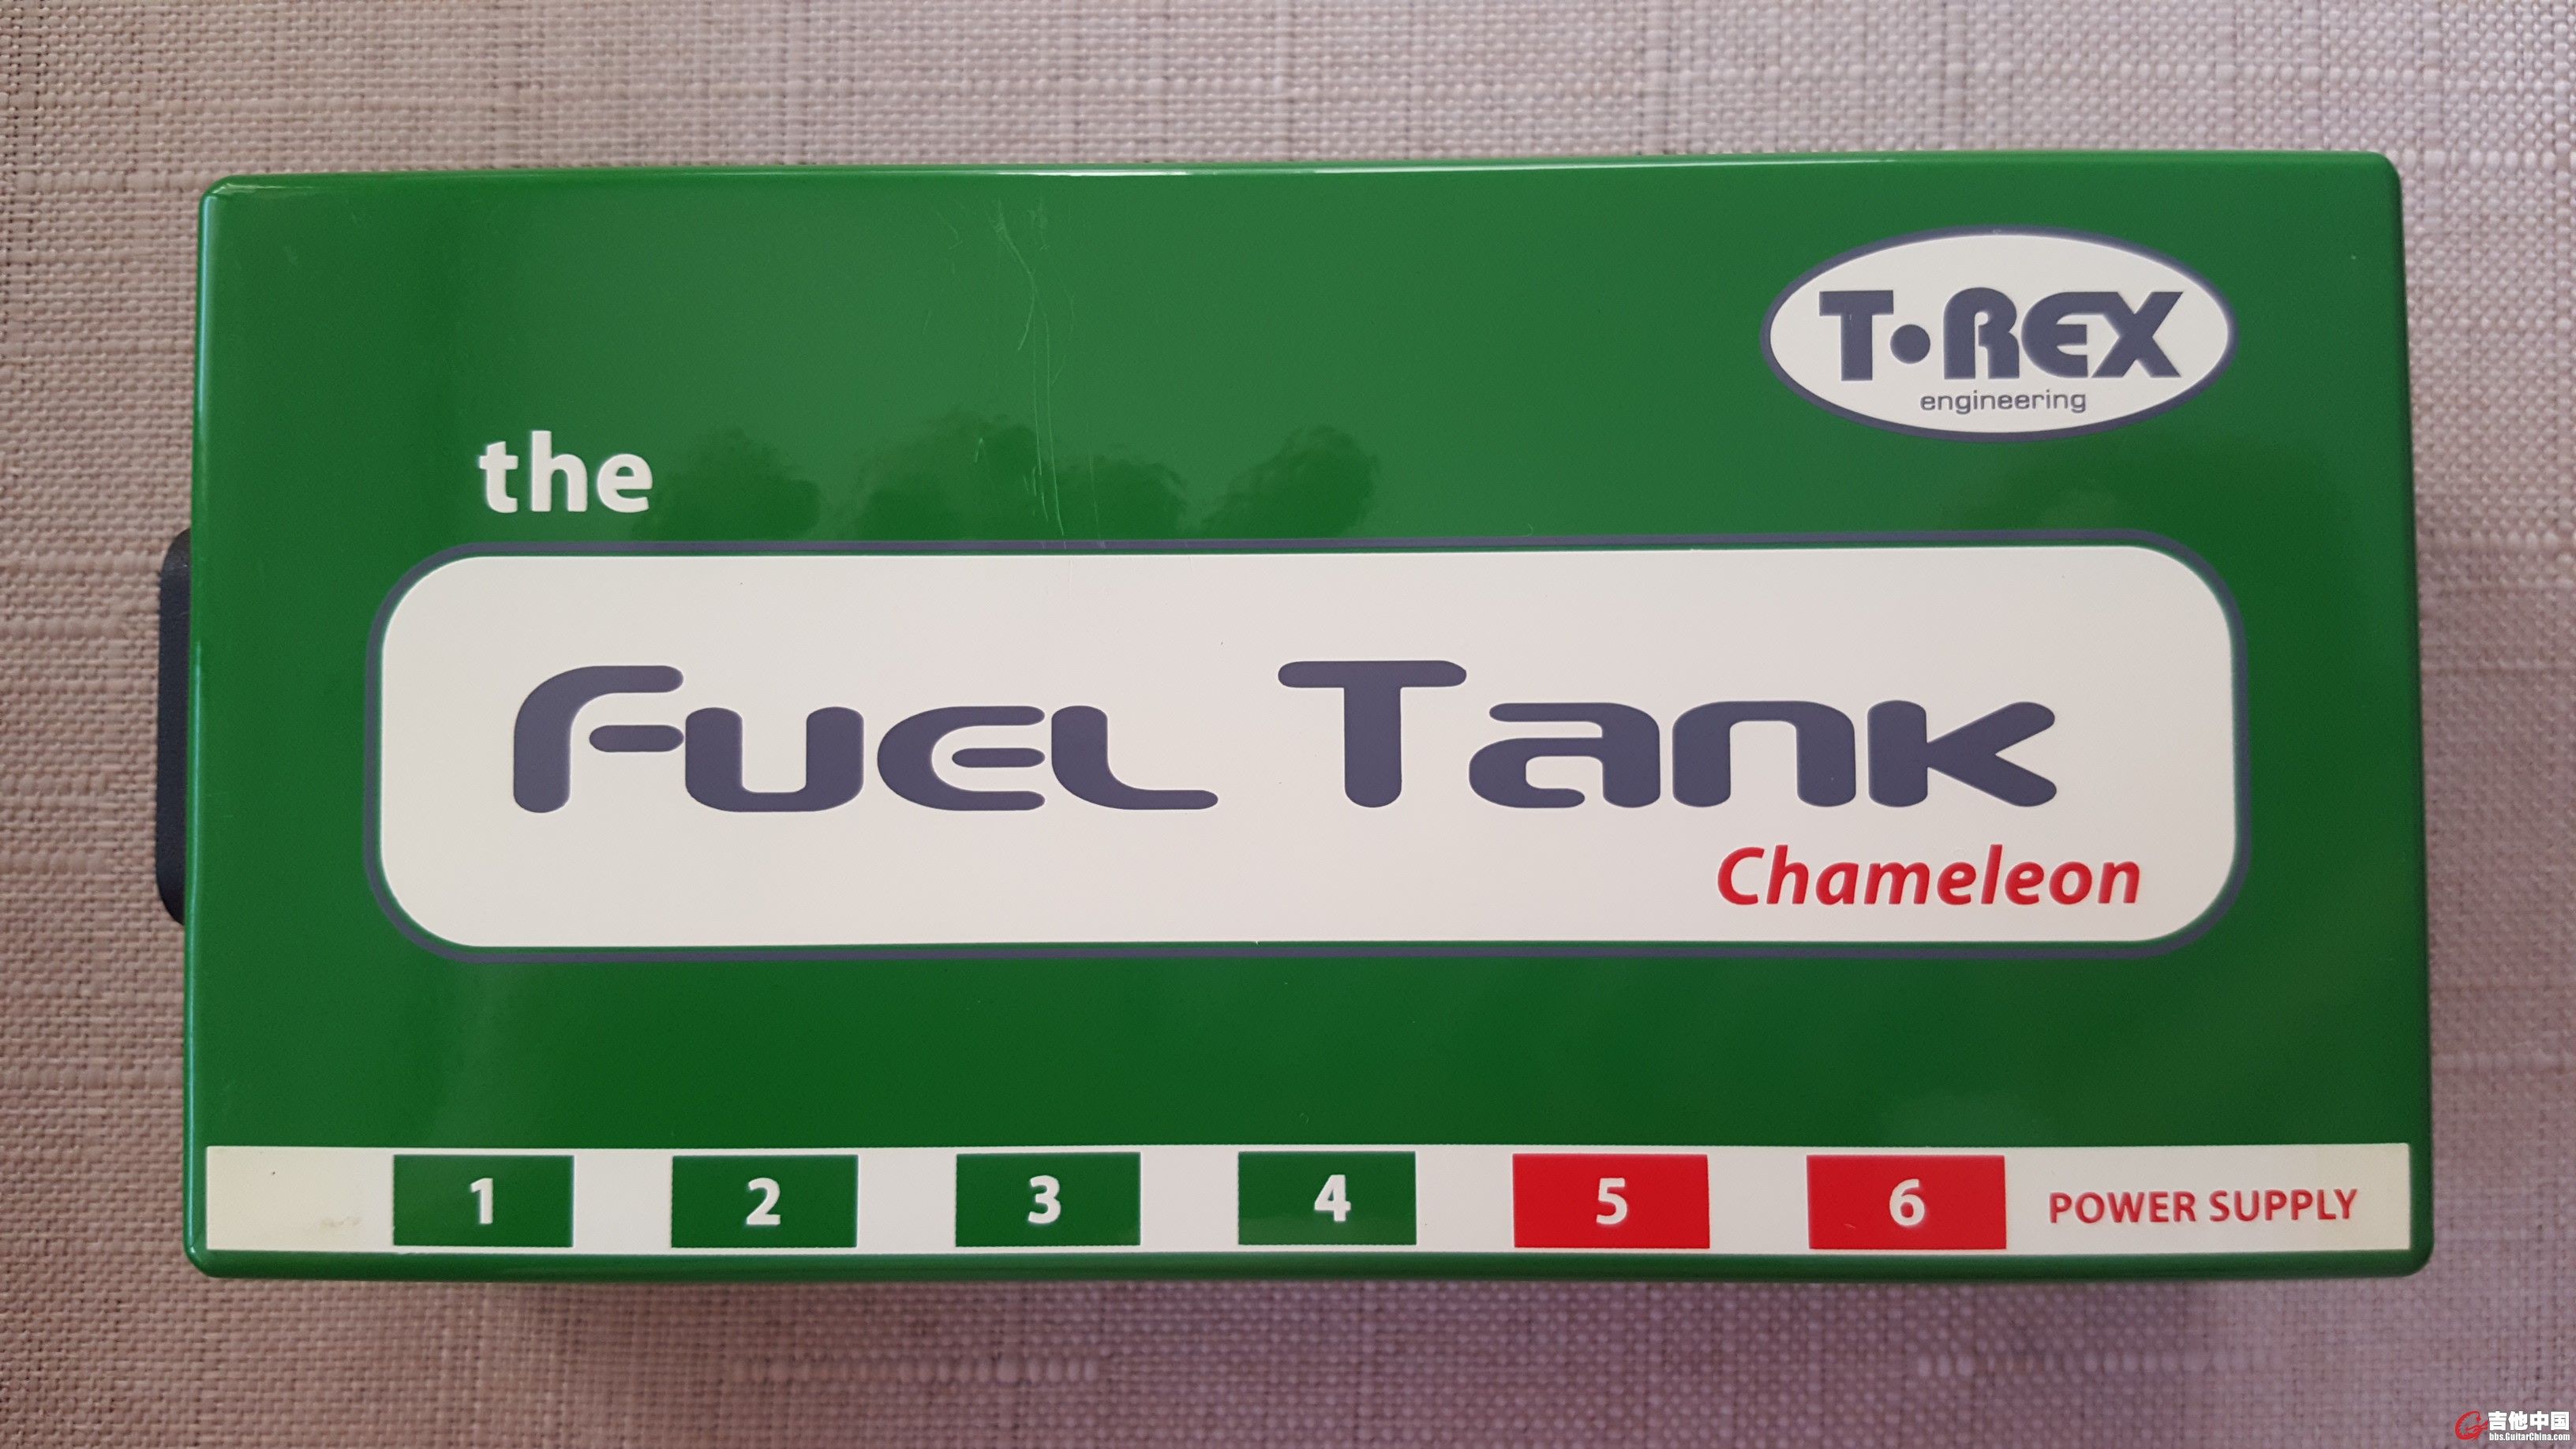 T•REX
engineering
the
Fuel Tank
Chameleon
1 2 3 4 5 6 POWER SUPPLY
吉他中国
bbs.GuitarChina.com